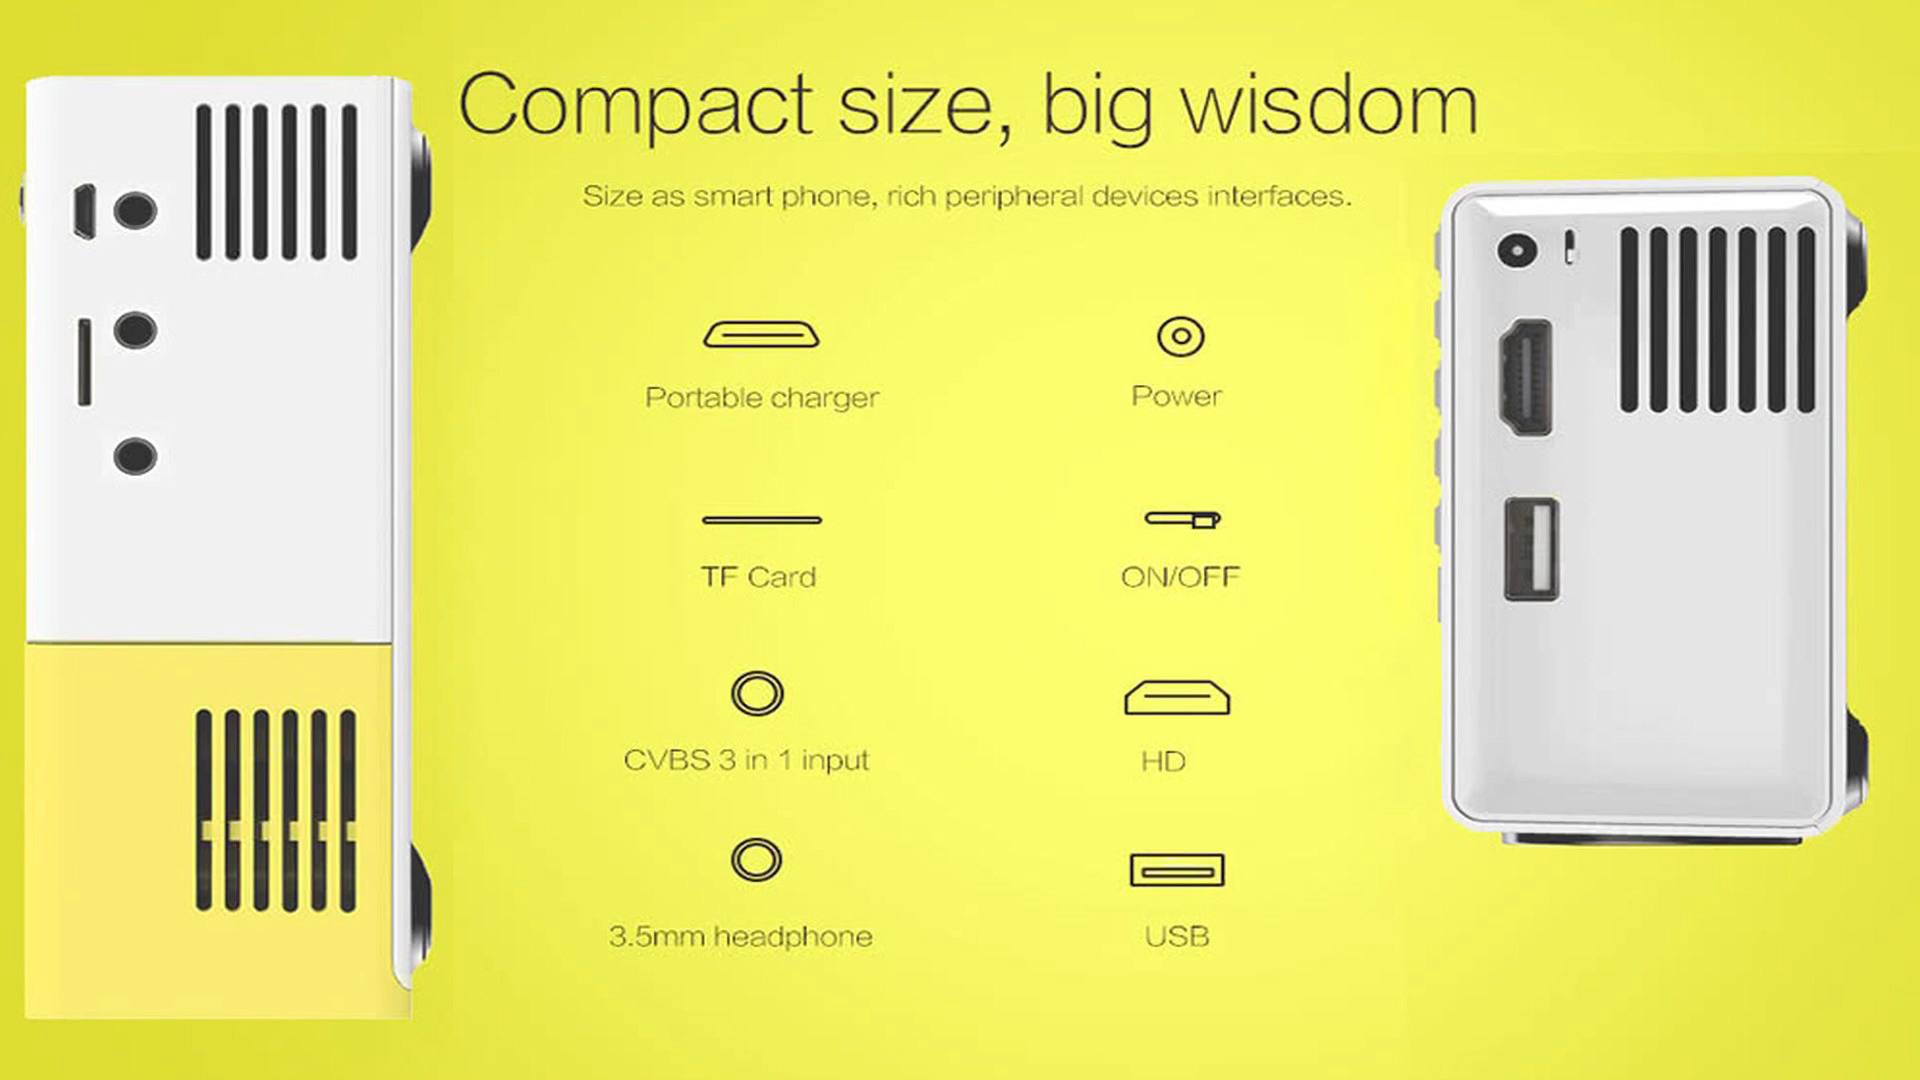 Compact size, big wisdom
Size as smart phone, rich peripheral devices interfaces.
Portable charger
Power
TF Card
ON/OFF
CVBS 3 in 1 input
HD
3.5mm headphone
USB